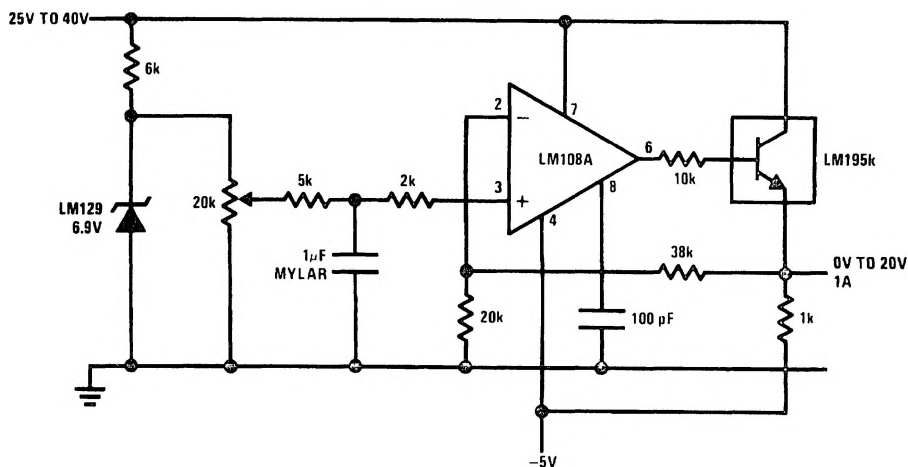 25V TO 40V
6k
LM129
6.9V
20k
5k
1μF
MYLAR
2k
2
−
3
+
LM108A
7
6
8
4
10k
LM195k
38k
20k
100 pF
0V TO 20V
1A
1k
−5V